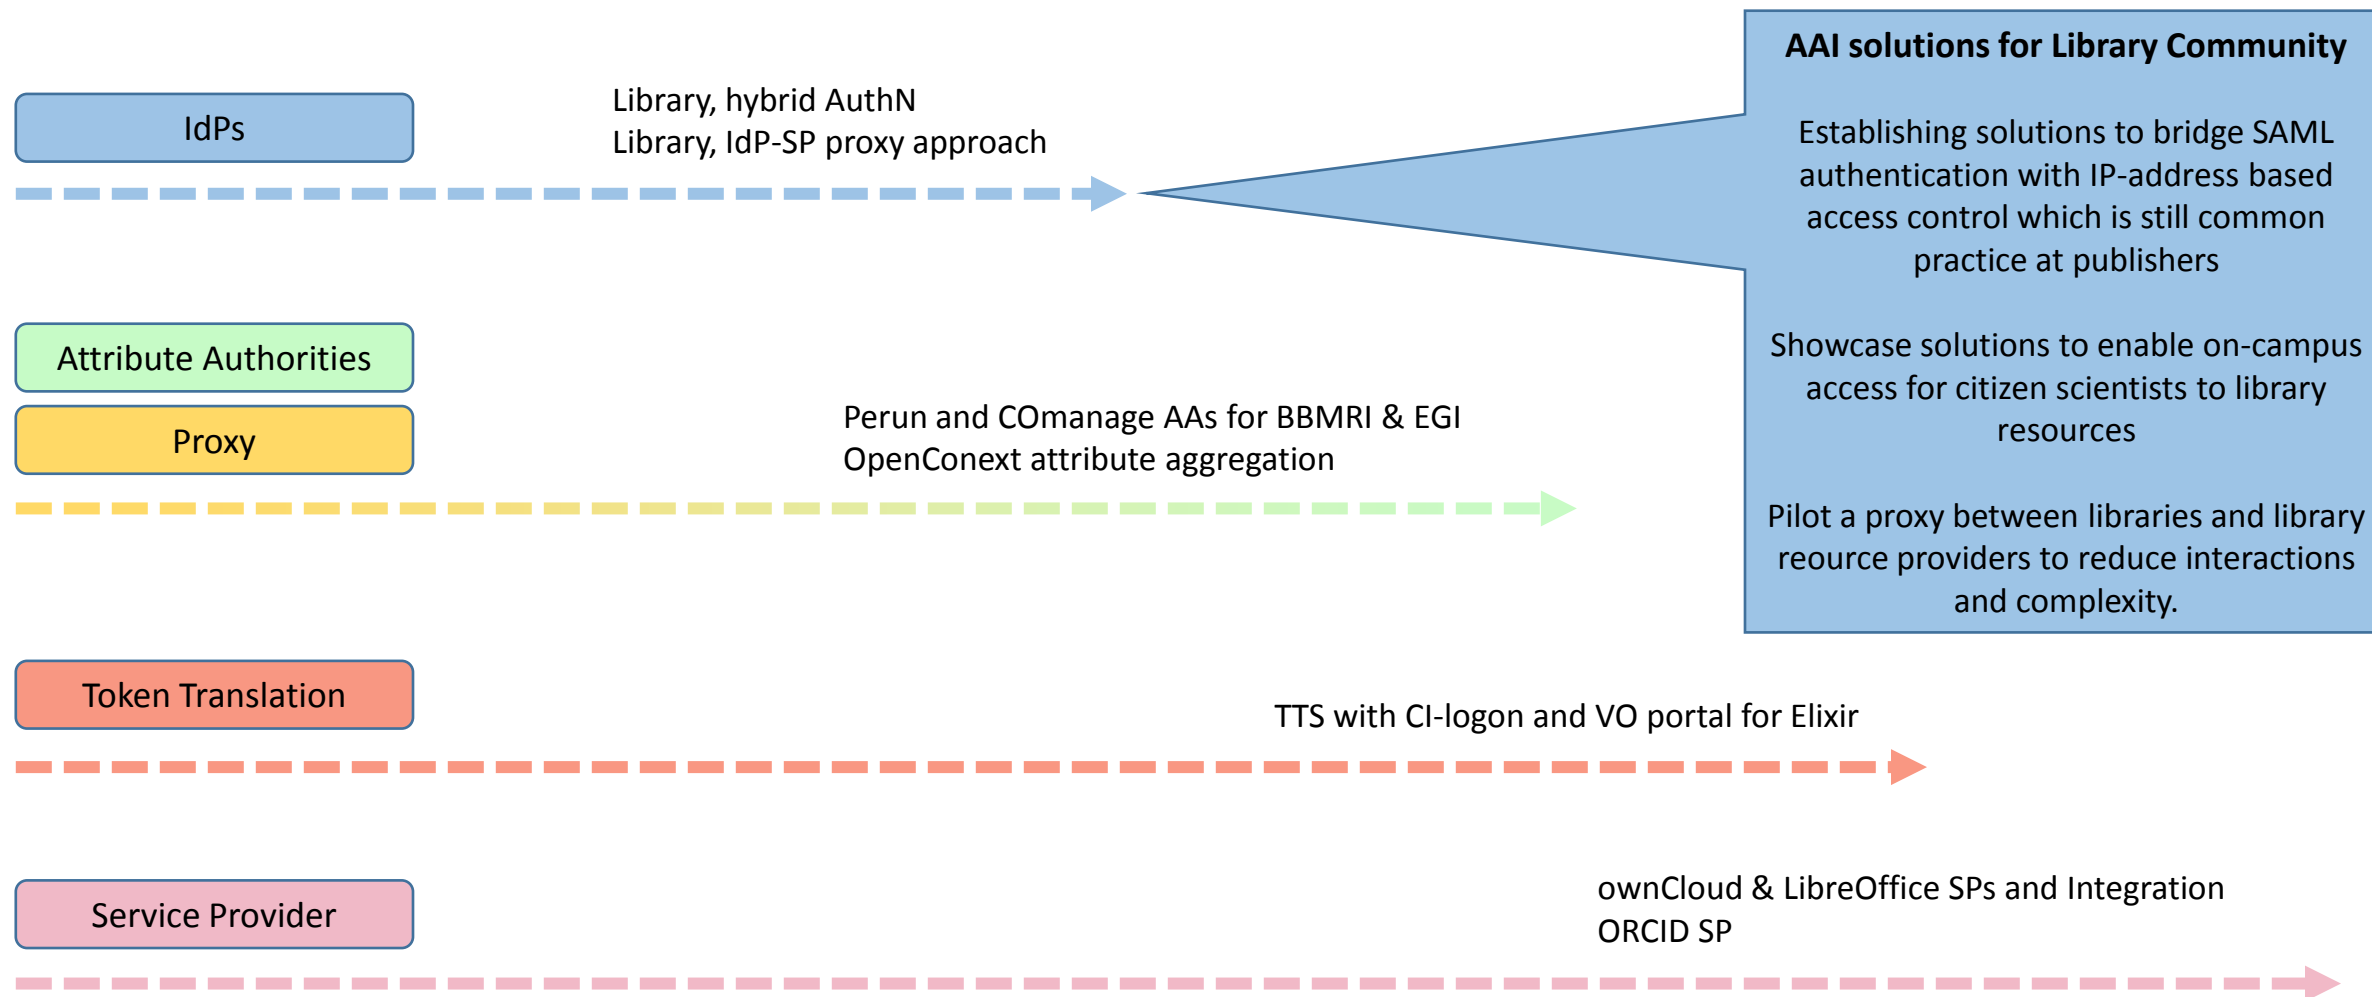 IdPs
Library, hybrid AuthN
Library, IdP-SP proxy approach
AAI solutions for Library Community
Establishing solutions to bridge SAML
authentication with IP-address based
access control which is still common
practice at publishers
Showcase solutions to enable on-campus
access for citizen scientists to library
resources
Pilot a proxy between libraries and library
reource providers to reduce interactions
and complexity.
Attribute Authorities
Proxy
Perun and COmanage AAs for BBMRI & EGI
OpenConext attribute aggregation
Token Translation
TTS with CI-logon and VO portal for Elixir
Service Provider
ownCloud & LibreOffice SPs and Integration
ORCID SP